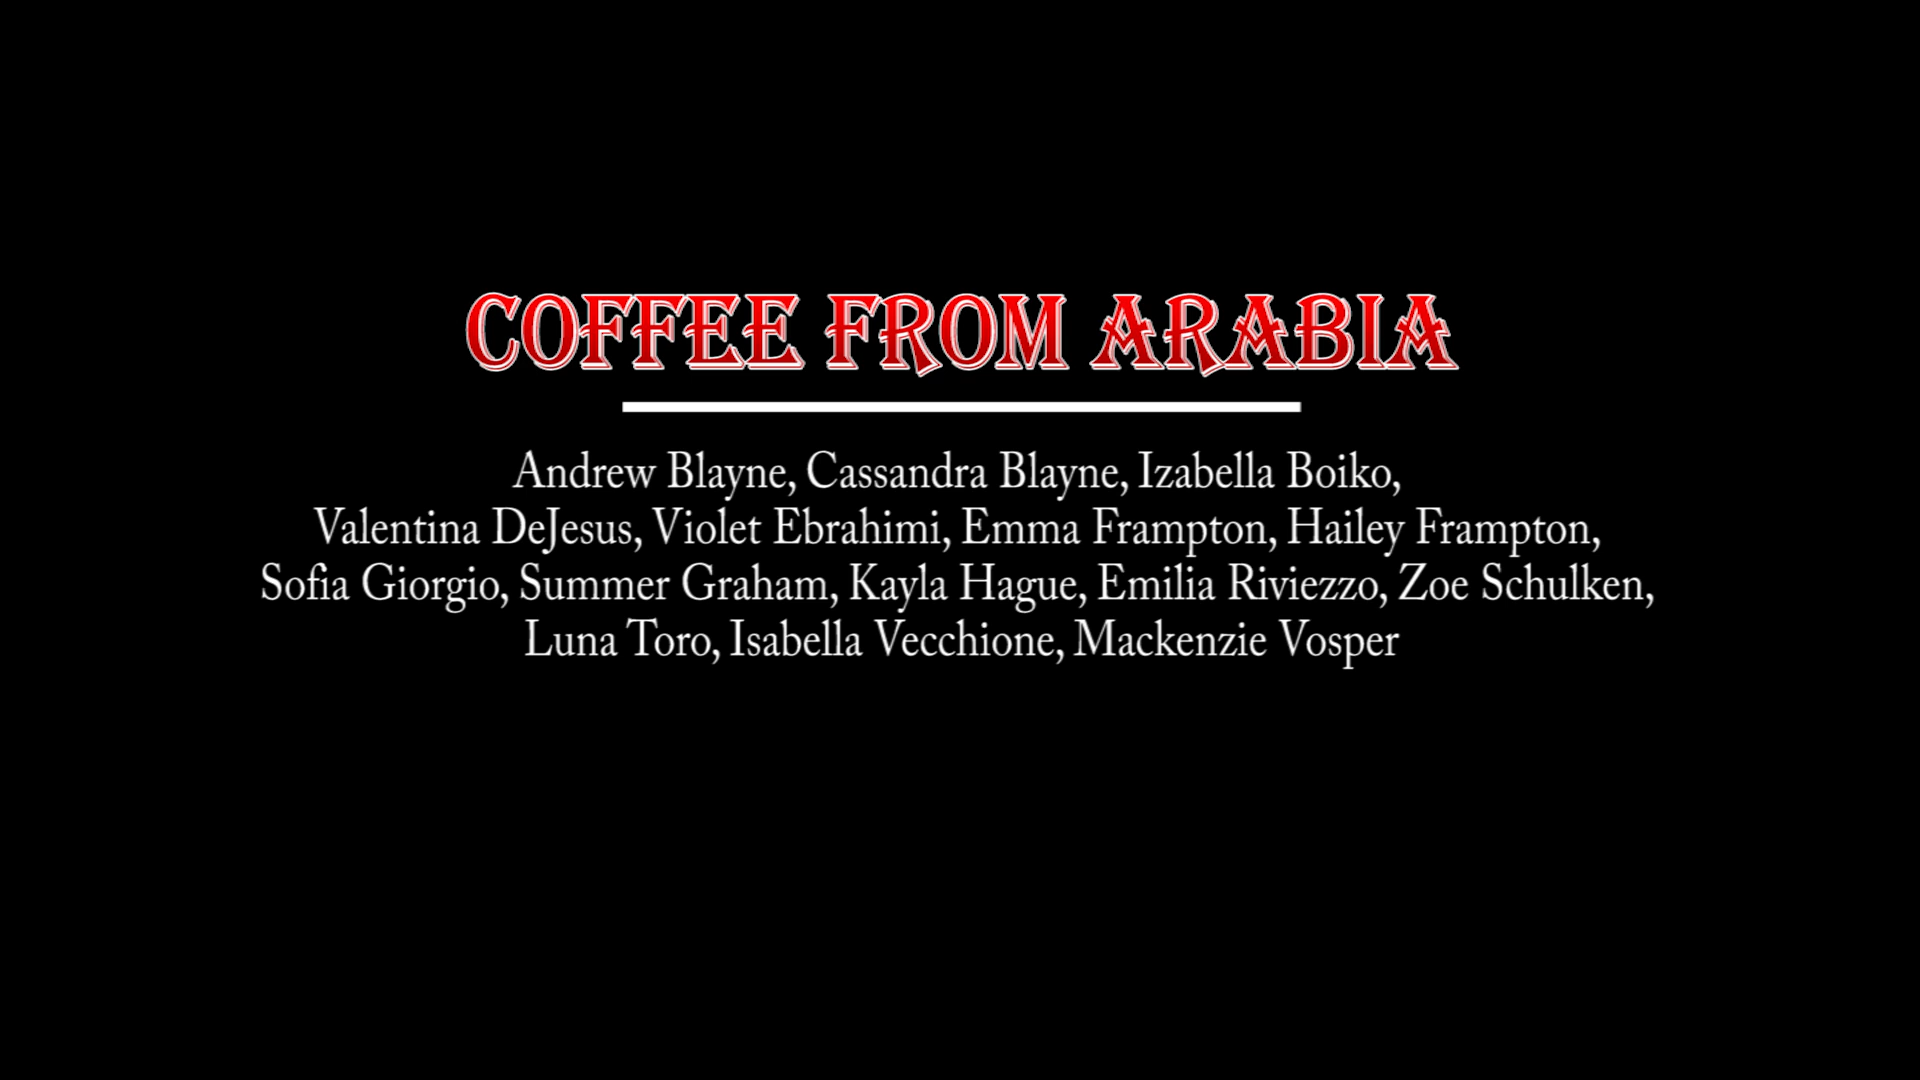 COFFEE FROM ARABIA
Andrew Blayne, Cassandra Blayne, Izabella Boiko,
Valentina DeJesus, Violet Ebrahimi, Emma Frampton, Hailey Frampton,
Sofia Giorgio, Summer Graham, Kayla Hague, Emilia Riviezzo, Zoe Schulken,
Luna Toro, Isabella Vecchione, Mackenzie Vosper